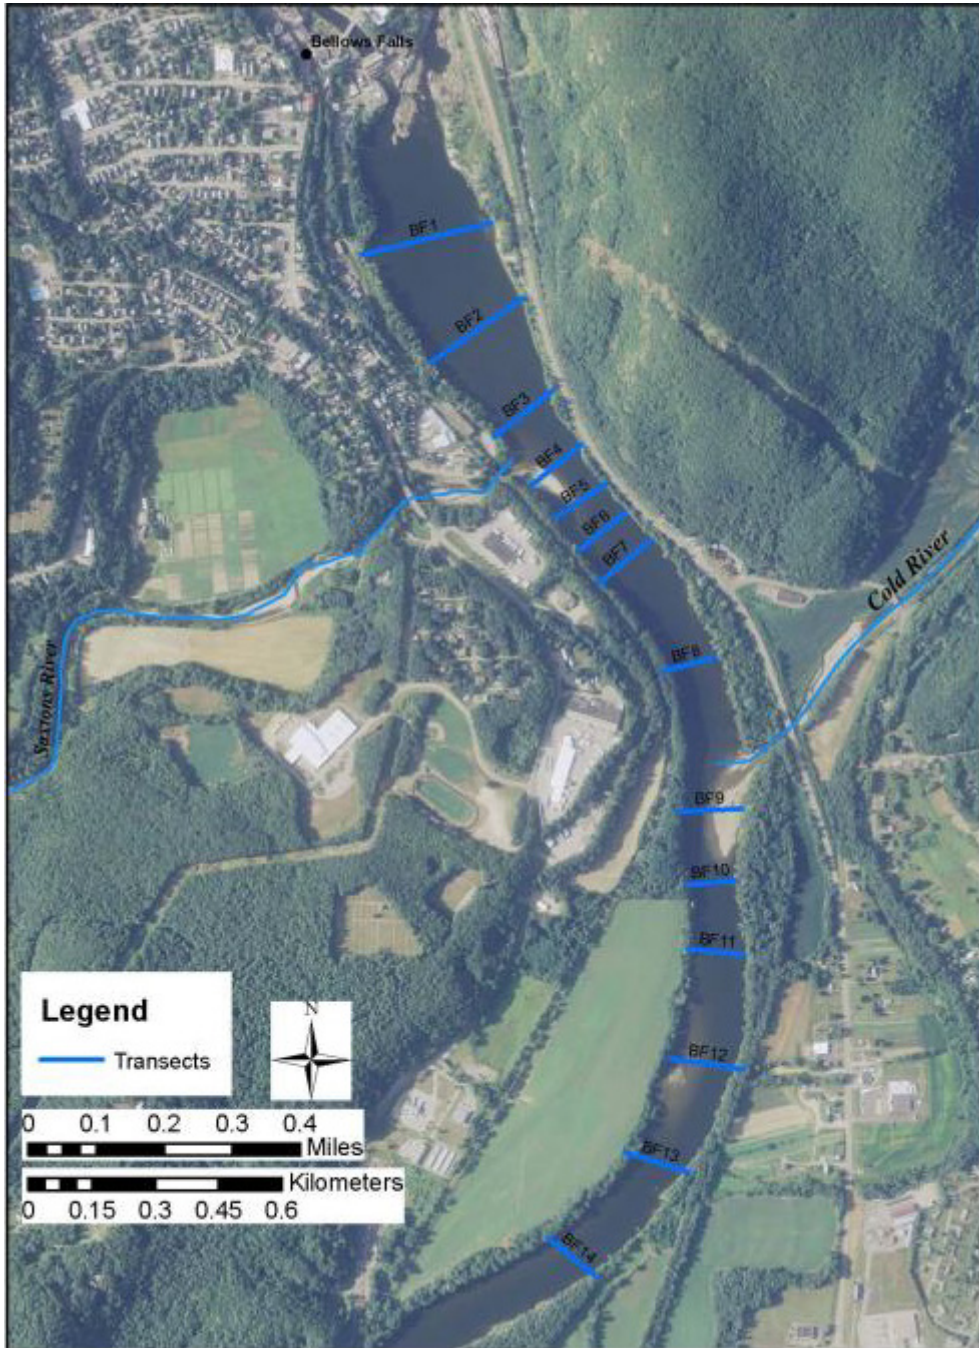 Bellows Falls
BF1
BF2
BF3
BF4
BF5
BF6
BF7
Cold River
BF8
Saxtons River
BF9
BF10
BF11
BF12
BF13
BF14
Legend
Transects
N
0 0.1 0.2 0.3 0.4
Miles
Kilometers
0 0.15 0.3 0.45 0.6